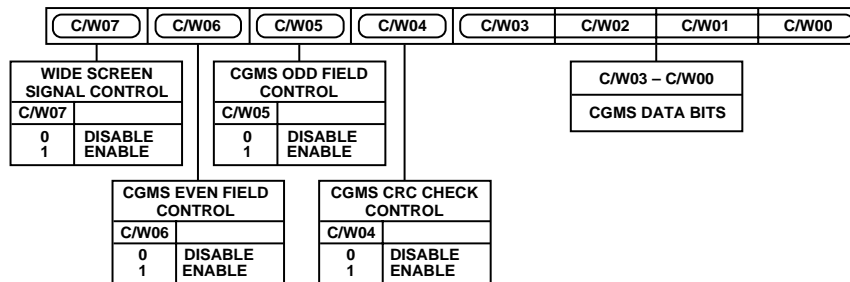 C/W07 C/W06 C/W05 C/W04 C/W03 C/W02 C/W01 C/W00
WIDE SCREEN
SIGNAL CONTROL
C/W07
0 DISABLE
1 ENABLE
CGMS ODD FIELD
CONTROL
C/W05
0 DISABLE
1 ENABLE
C/W03 – C/W00
CGMS DATA BITS
CGMS EVEN FIELD
CONTROL
C/W06
0 DISABLE
1 ENABLE
CGMS CRC CHECK
CONTROL
C/W04
0 DISABLE
1 ENABLE